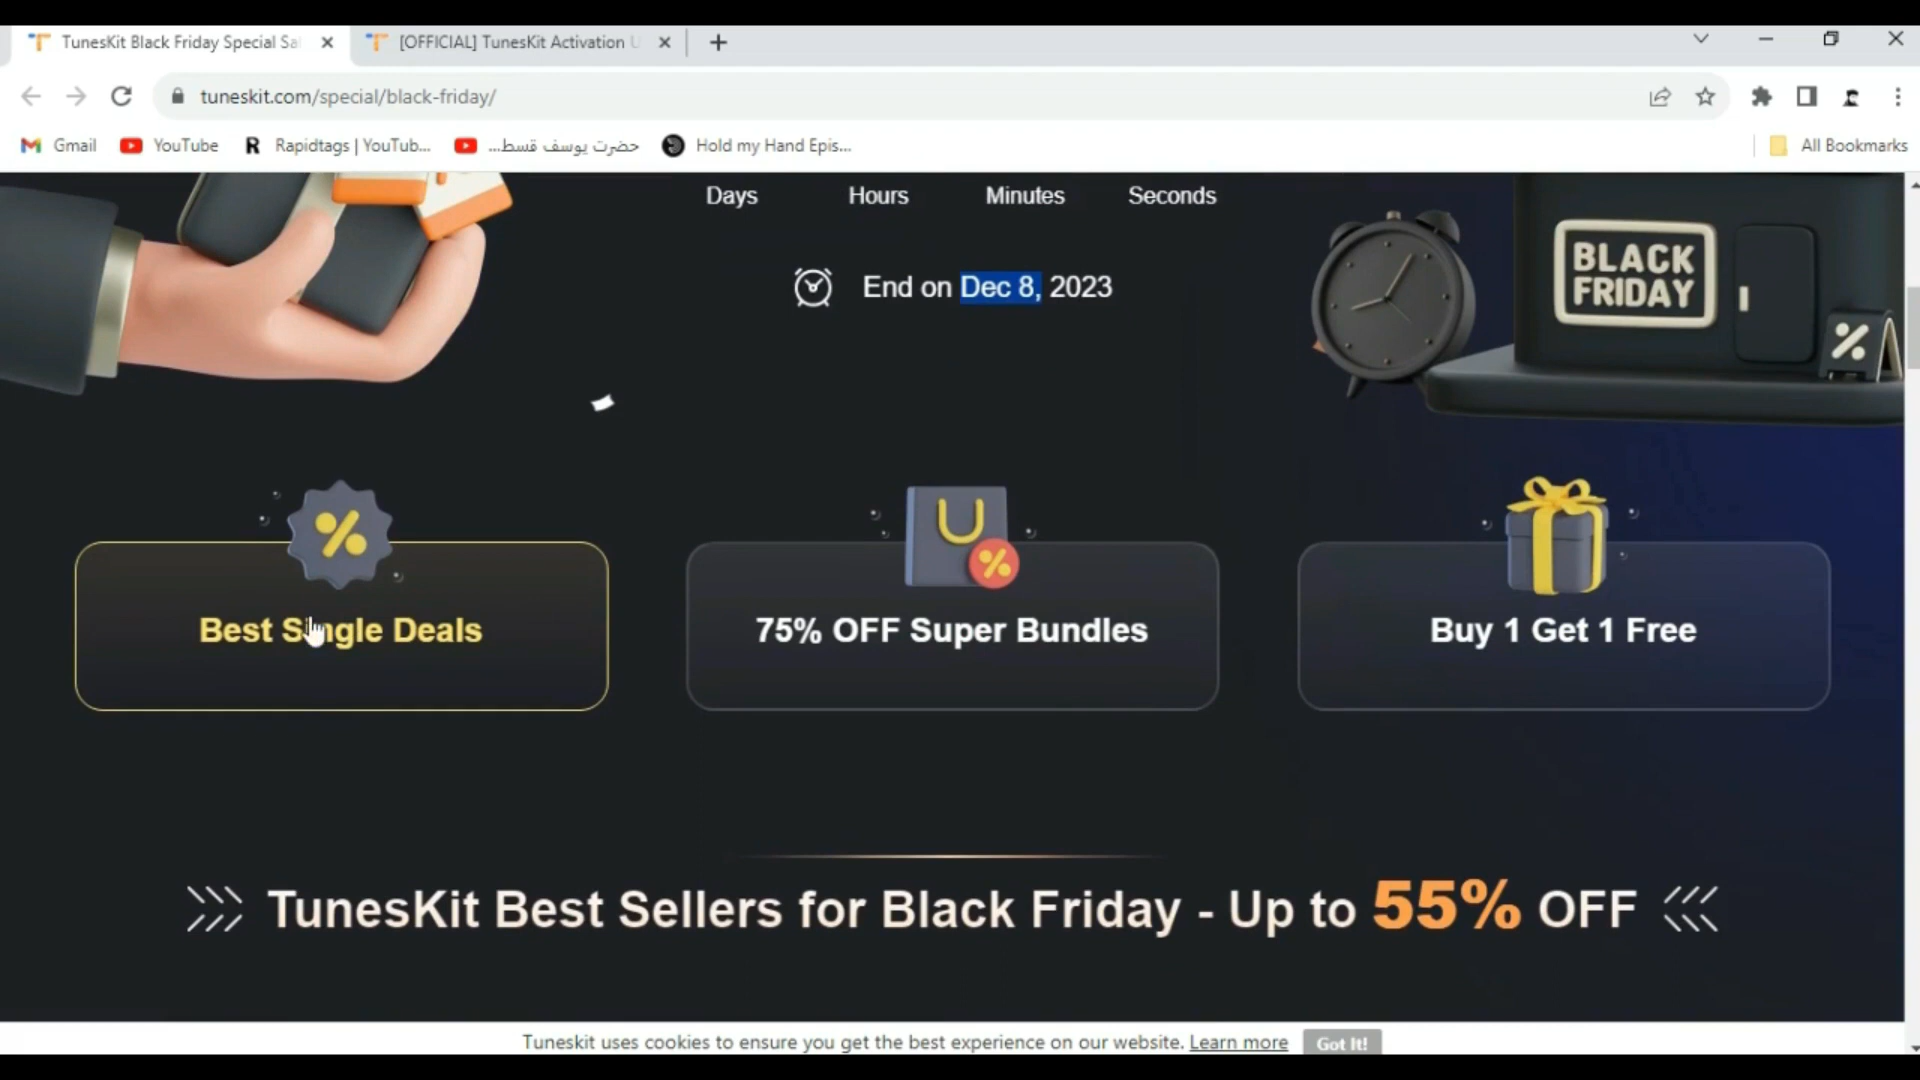 TunesKit Black Friday Special Sa
[OFFICIAL] TunesKit Activation U
tuneskit.com/special/black-friday/
Gmail
YouTube
Rapidtags | YouTub...
حضرت یوسف قسط...
Hold my Hand Epis...
All Bookmarks
Days Hours Minutes Seconds
End on Dec 8, 2023
BLACK
FRIDAY
%
Best Single Deals
75% OFF Super Bundles
Buy 1 Get 1 Free
TunesKit Best Sellers for Black Friday - Up to 55% OFF
Tuneskit uses cookies to ensure you get the best experience on our website. Learn more Got It!